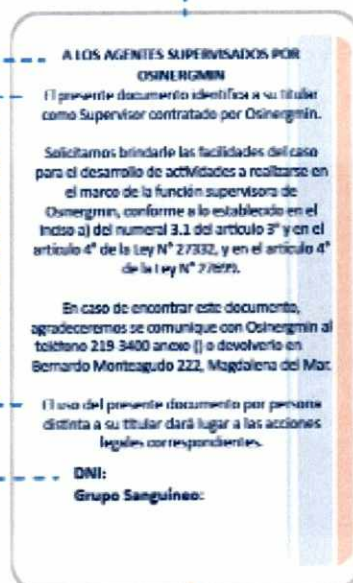 A LOS AGENTES SUPERVISADOS POR
OSINERGMIN
El presente documento identifica a su titular
como Supervisor contratado por Osinergmin.
Solicitamos brindarle las facilidades del caso
para el desarrollo de actividades a realizarse en
el marco de la función supervisora de
Osinergmin, conforme a lo establecido en el
inciso a) del numeral 3.1 del artículo 3° y en el
artículo 4° de la Ley N° 27332, y en el artículo 4°
de la Ley N° 27699.
En caso de encontrar este documento,
agradeceremos se comunique con Osinergmin al
teléfono 219-3400 anexo () o devolverlo en
Bernardo Monteagudo 222, Magdalena del Mar.
El uso del presente documento por persona
distinta a su titular dará lugar a las acciones
legales correspondientes.
DNI:
Grupo Sanguíneo: